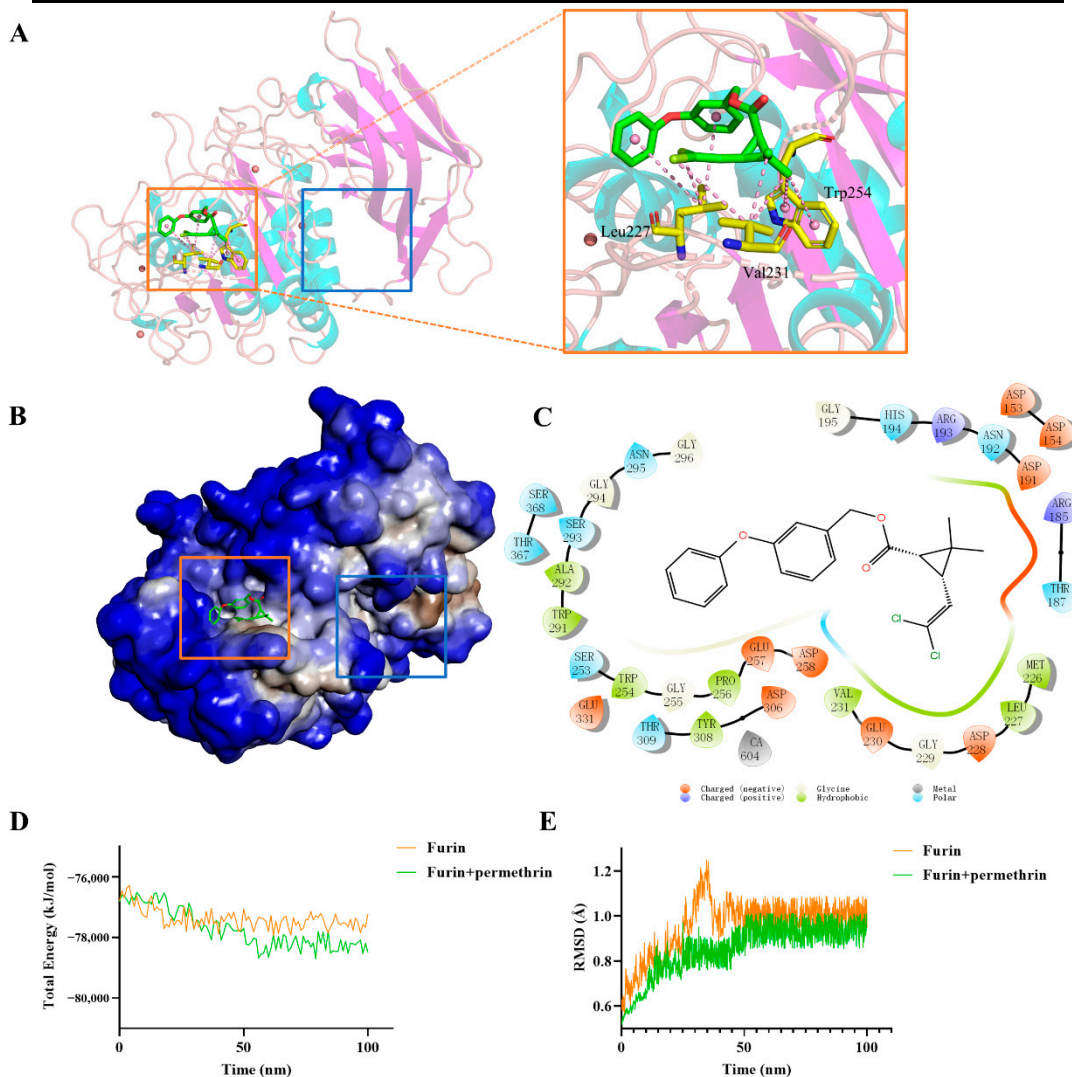 A
Leu227
Trp254
Val231
B
C
GLY 195
HIS 194
ARG 193
ASN 192
ASP 153
ASP 154
ASP 191
ARG 185
THR 187
GLY 296
ASN 295
GLY 294
SER 368
SER 293
THR 367
ALA 292
TRP 291
O
O
O
Cl
Cl
SER 253
TRP 254
GLY 255
PRO 256
GLU 257
ASP 258
GLU 331
THR 309
TYR 308
ASP 306
CA 604
VAL 231
GLU 230
GLY 229
ASP 228
LEU 227
MET 226
Charged (negative)
Charged (positive)
Glycine
Hydrophobic
Metal
Polar
D
Furin
Furin+permethrin
Total Energy (kJ/mol)
−76,000
−78,000
−80,000
0
50
100
Time (nm)
E
Furin
Furin+permethrin
RMSD (Å)
1.2
1.0
0.8
0.6
0
50
100
Time (nm)